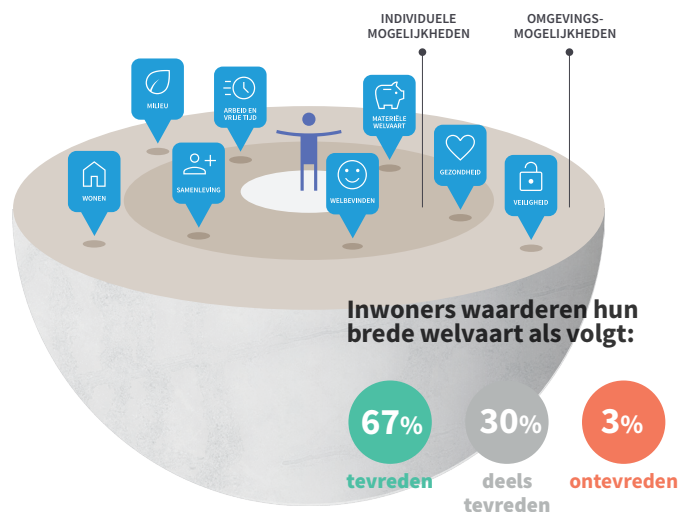 INDIVIDUELE
MOGELIJKHEDEN
OMGEVINGS-
MOGELIJKHEDEN
MILIEU
ARBEID EN
VRIJE TIJD
MATERIËLE
WELVAART
GEZONDHEID
WONEN
SAMENLEVING
WELBEVINDEN
VEILIGHEID
Inwoners waarderen hun
brede welvaart als volgt:
67%
30%
3%
tevreden
deels
tevreden
ontevreden